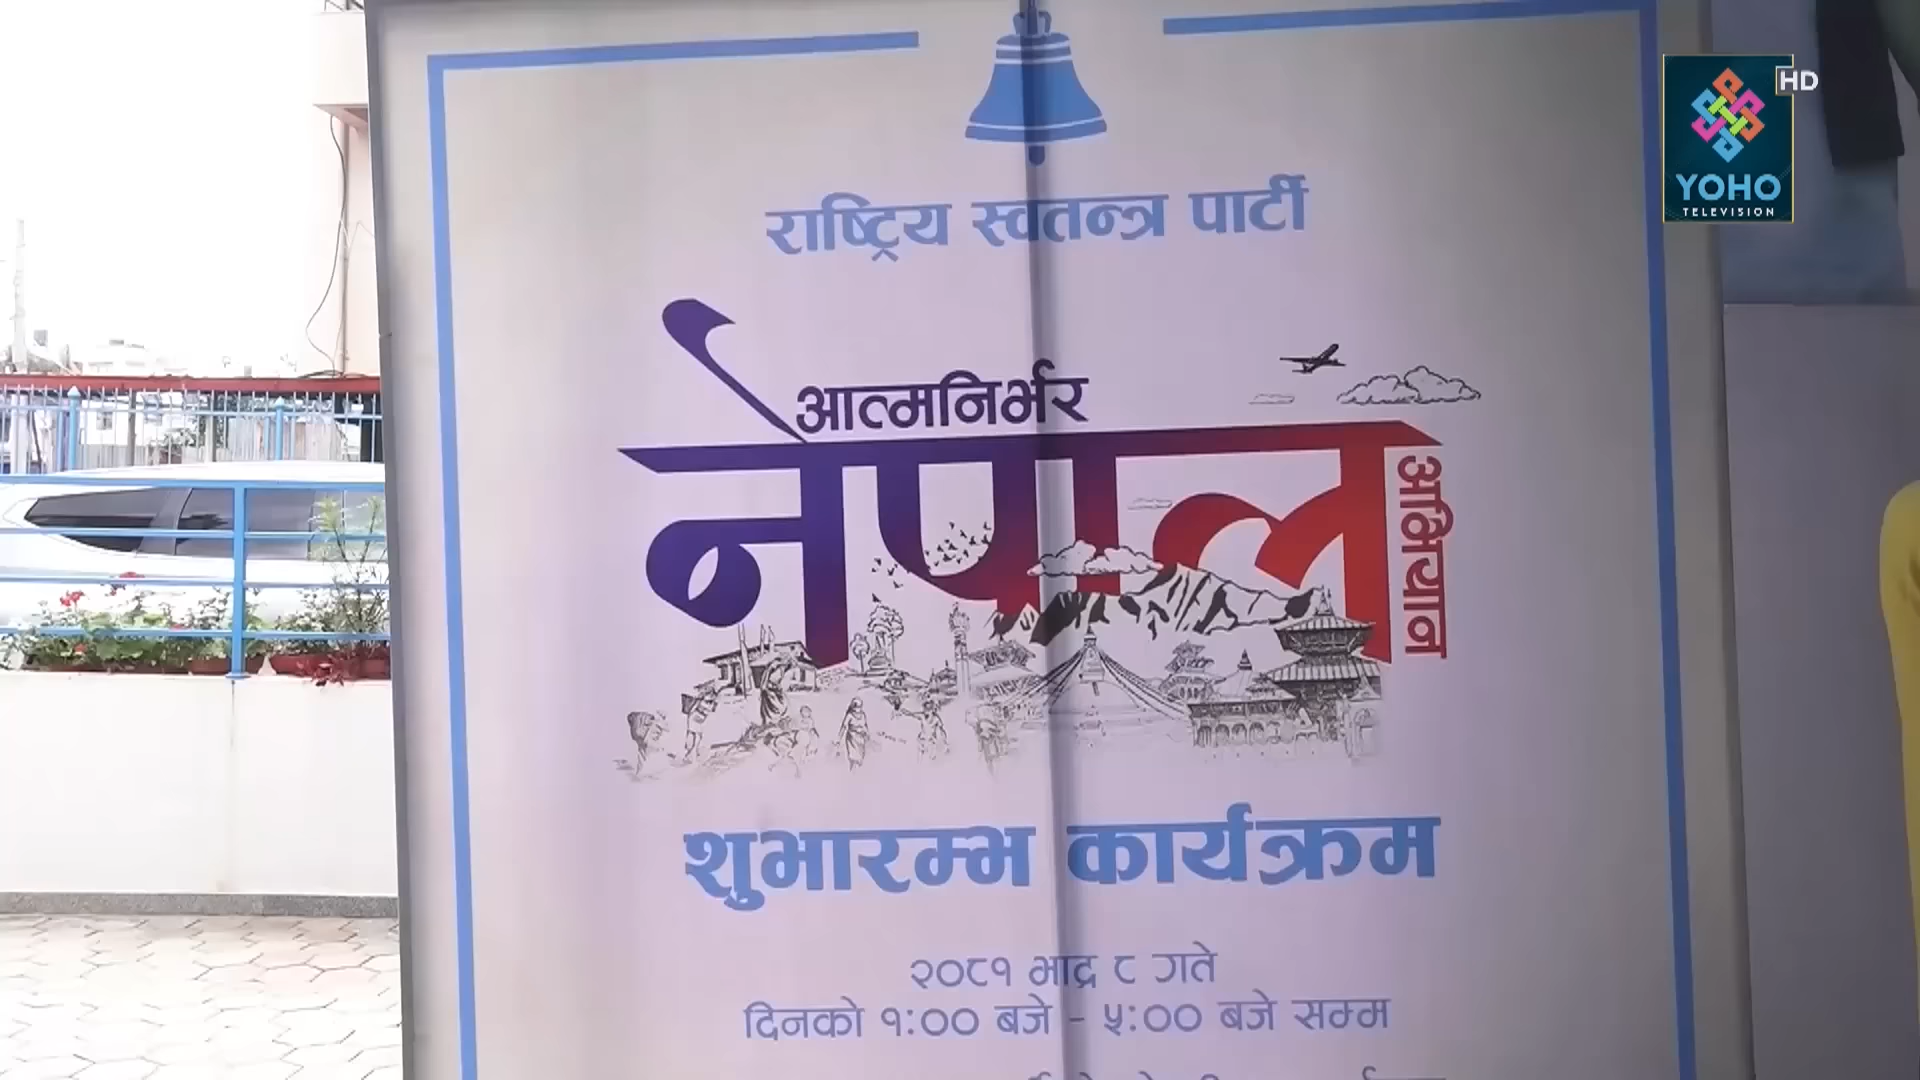 HD
YOHO
TELEVISION
राष्ट्रिय स्वतन्त्र पार्टी
आत्मनिर्भर
नेपाल
अभियान
शुभारम्भ कार्यक्रम
२०८१ भाद्र ८ गते
दिनको १:०० बजे - ५:०० बजे सम्म